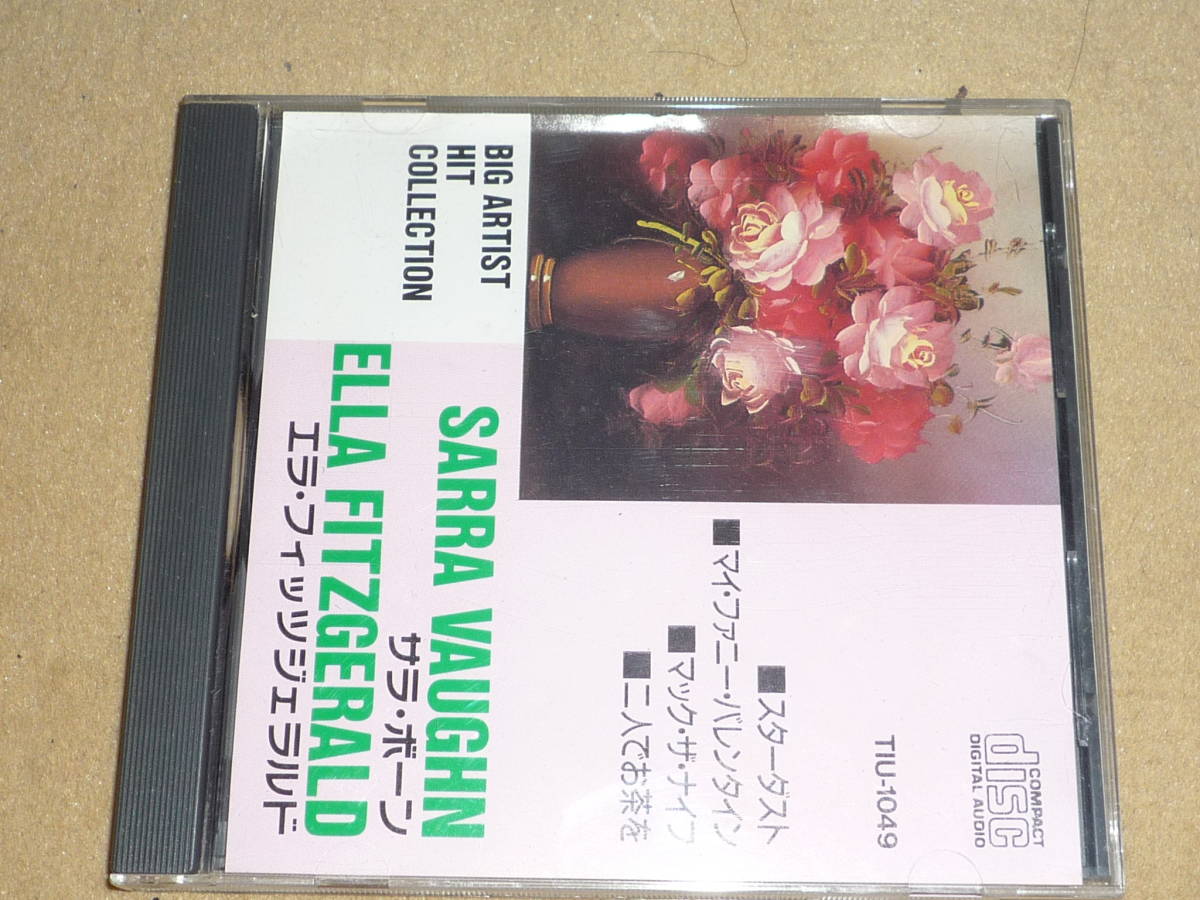 COMPACT
disc
DIGITAL AUDIO
TIU-1049
■スターダスト
■マイ・ファニー・バレンタイン
■マック・ザ・ナイフ
■二人でお茶を
BIG ARTIST
HIT
COLLECTION
SARRA VAUGHN
サラ・ボーン
ELLA FITZGERALD
エラ・フィッツジェラルド